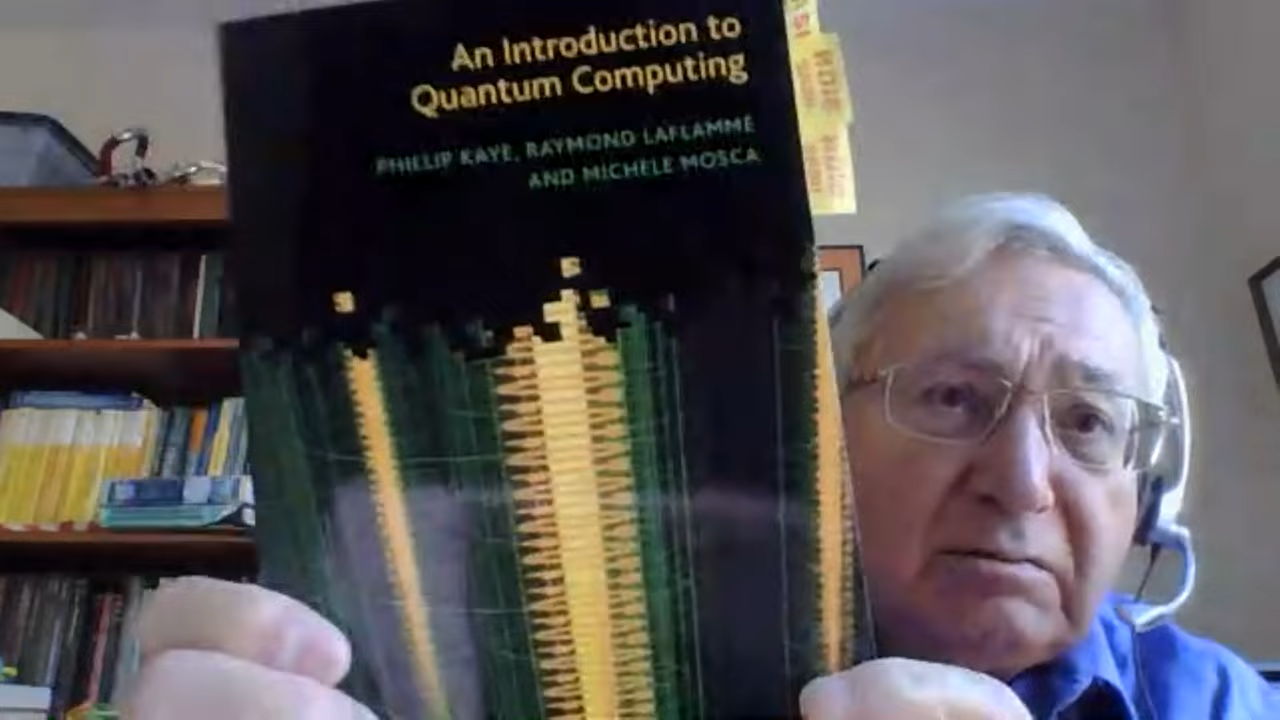 An Introduction to
Quantum Computing
PHILLIP KAYE, RAYMOND LAFLAMME
AND MICHELE MOSCA